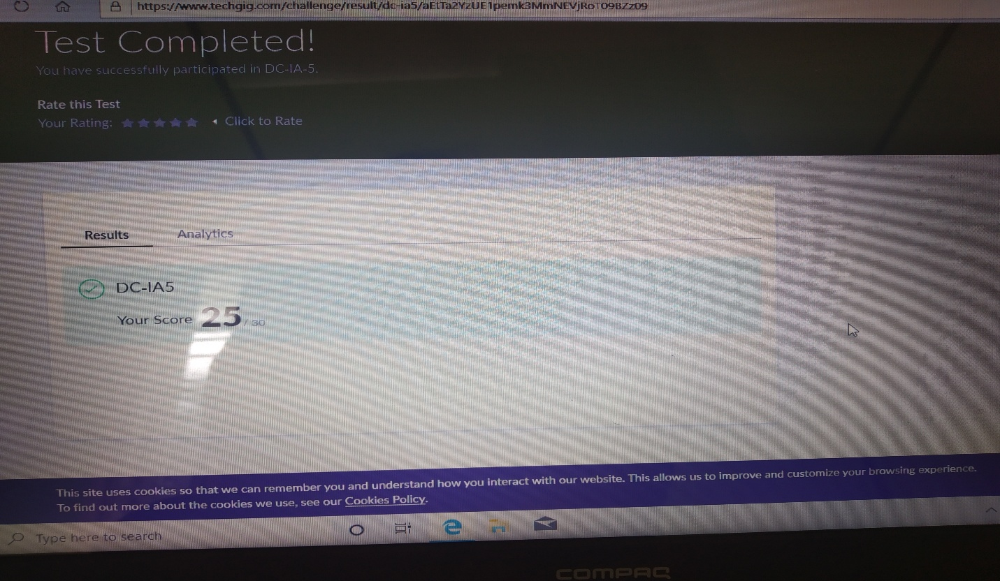 https://www.techgig.com/challenge/result/dc-ia5/aEtTa2YzUE1pemk3MmNEVjRoT09BZz09
Test Completed!
You have successfully participated in DC-IA-5.
Rate this Test
Your Rating: Click to Rate
Results Analytics
DC-IA5
Your Score 25 / 30
This site uses cookies so that we can remember you and understand how you interact with our website. This allows us to improve and customize your browsing experience.
To find out more about the cookies we use, see our Cookies Policy.
Type here to search
COMPAQ